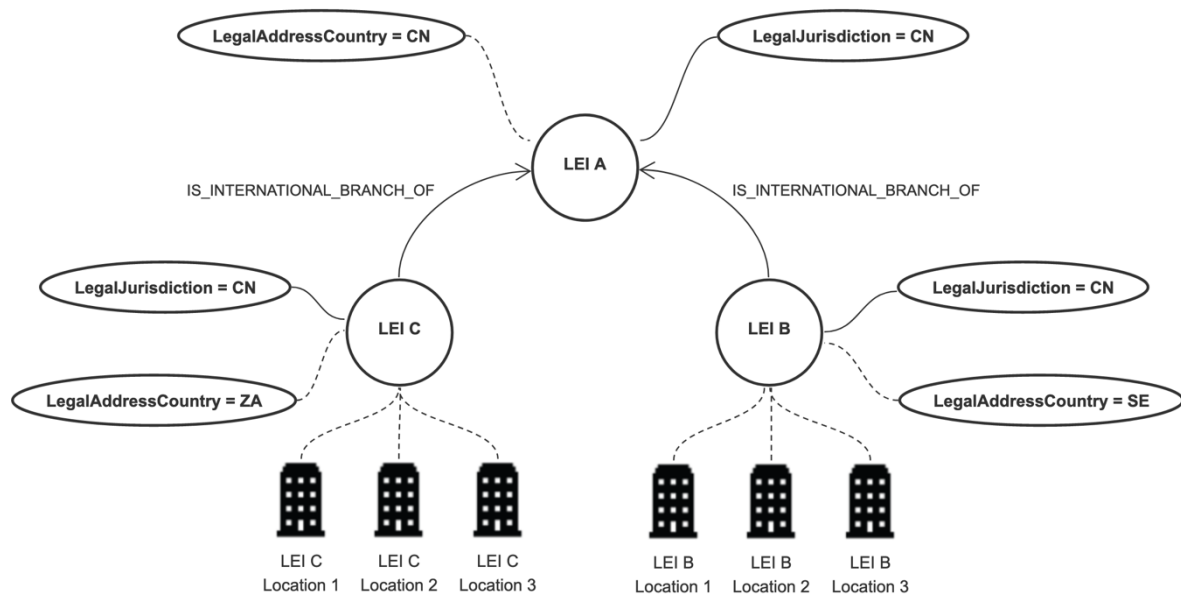 LegalAddressCountry = CN
LegalJurisdiction = CN
LEI A
IS_INTERNATIONAL_BRANCH_OF
IS_INTERNATIONAL_BRANCH_OF
LegalJurisdiction = CN
LegalJurisdiction = CN
LEI C
LEI B
LegalAddressCountry = ZA
LegalAddressCountry = SE
LEI C
Location 1
LEI C
Location 2
LEI C
Location 3
LEI B
Location 1
LEI B
Location 2
LEI B
Location 3